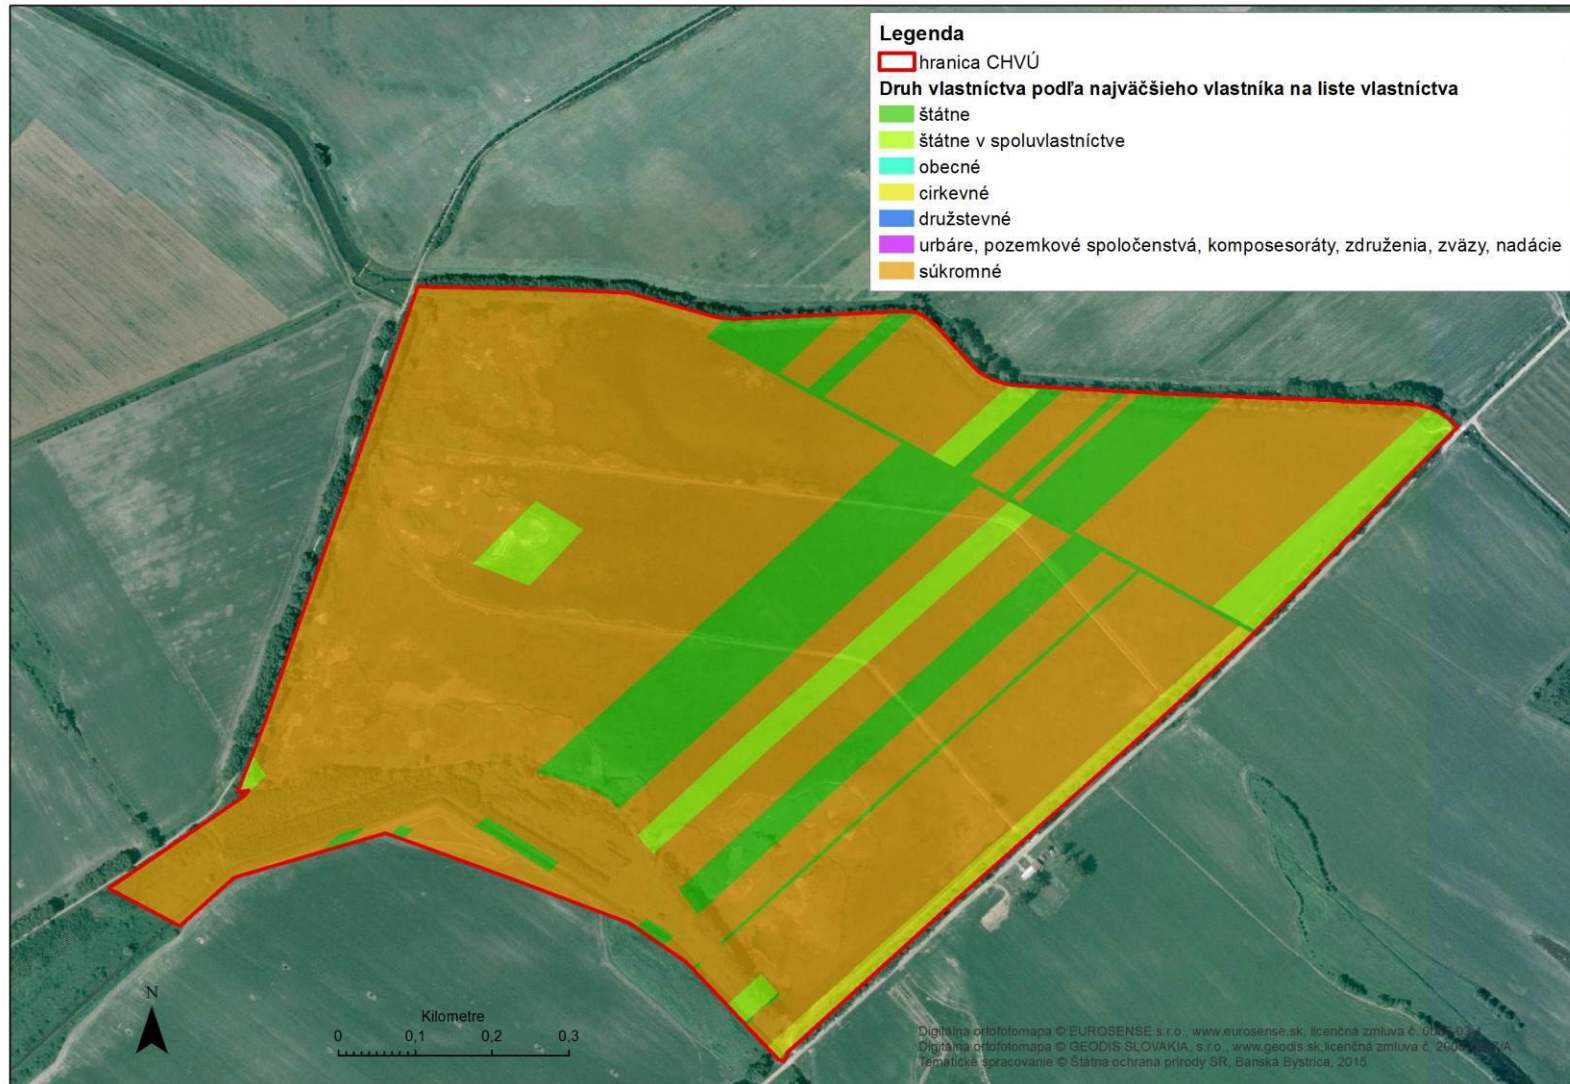 Legenda
hranica CHVÚ
Druh vlastníctva podľa najväčšieho vlastníka na liste vlastníctva
štátne
štátne v spoluvlastníctve
obecné
cirkevné
družstevné
urbáre, pozemkové spoločenstvá, komposesoráty, združenia, zväzy, nadácie
súkromné
N
Kilometre
0 0,1 0,2 0,3
Digitálna ortofotomapa © EUROSENSE s.r.o., www.eurosense.sk, licenčná zmluva č.
Digitálna ortofotomapa © GEODIS SLOVAKIA, s.r.o., www.geodis.sk,licenčná zmluva č.
Tematické spracovanie © Štátna ochrana prírody SR, Banská Bystrica, 2015